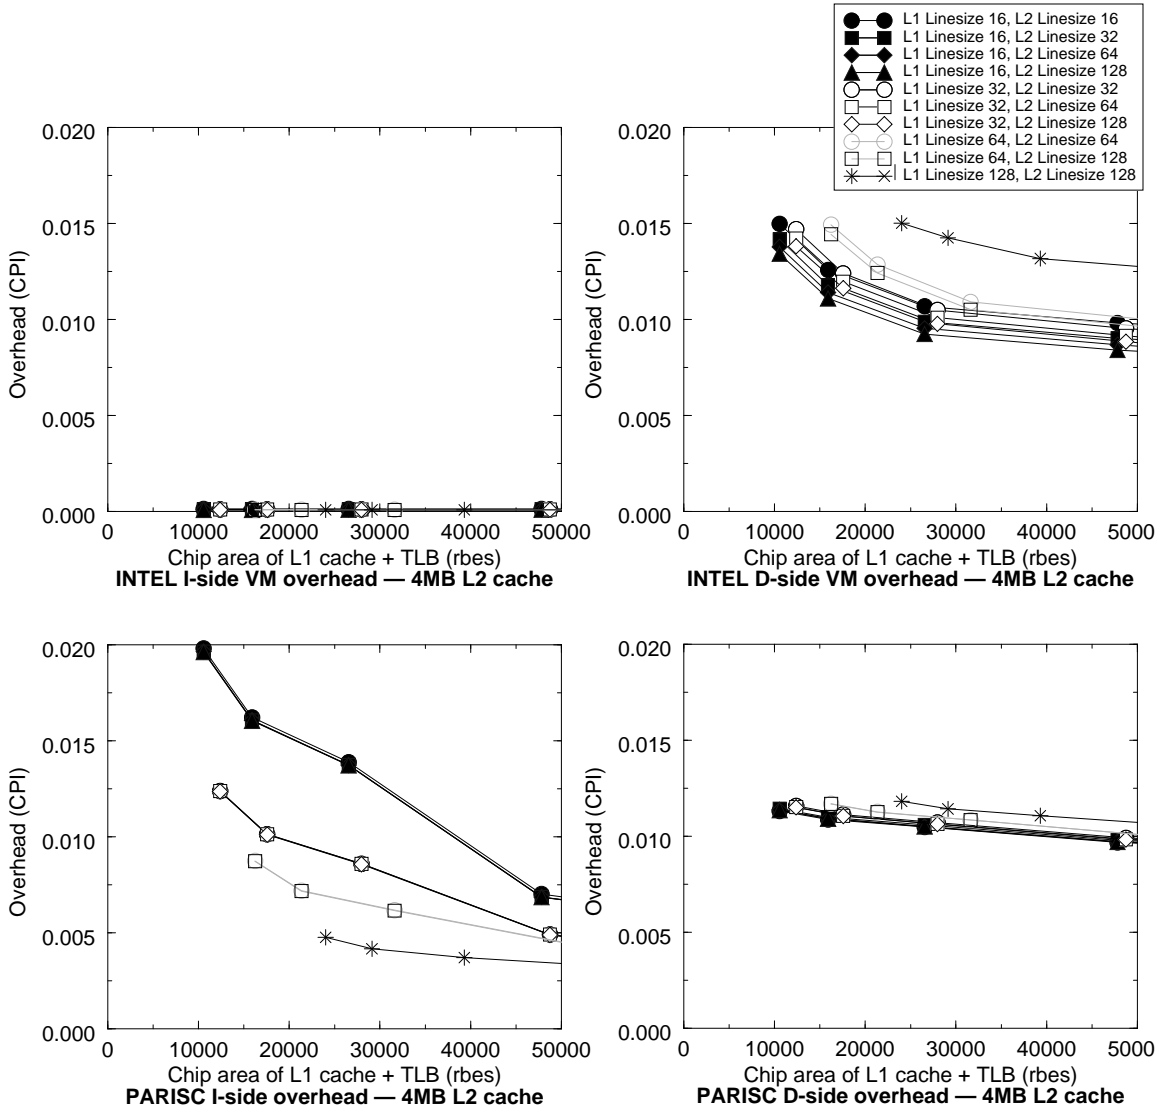 L1 Linesize 16, L2 Linesize 16
L1 Linesize 16, L2 Linesize 32
L1 Linesize 16, L2 Linesize 64
L1 Linesize 16, L2 Linesize 128
L1 Linesize 32, L2 Linesize 32
L1 Linesize 32, L2 Linesize 64
L1 Linesize 32, L2 Linesize 128
L1 Linesize 64, L2 Linesize 64
L1 Linesize 64, L2 Linesize 128
L1 Linesize 128, L2 Linesize 128
0.020
0.015
0.010
0.005
0.000
Overhead (CPI)
0 10000 20000 30000 40000 50000
Chip area of L1 cache + TLB (rbes)
INTEL I-side VM overhead — 4MB L2 cache
0.020
0.015
0.010
0.005
0.000
Overhead (CPI)
0 10000 20000 30000 40000 50000
Chip area of L1 cache + TLB (rbes)
INTEL D-side VM overhead — 4MB L2 cache
0.020
0.015
0.010
0.005
0.000
Overhead (CPI)
0 10000 20000 30000 40000 50000
Chip area of L1 cache + TLB (rbes)
PARISC I-side overhead — 4MB L2 cache
0.020
0.015
0.010
0.005
0.000
Overhead (CPI)
0 10000 20000 30000 40000 50000
Chip area of L1 cache + TLB (rbes)
PARISC D-side overhead — 4MB L2 cache